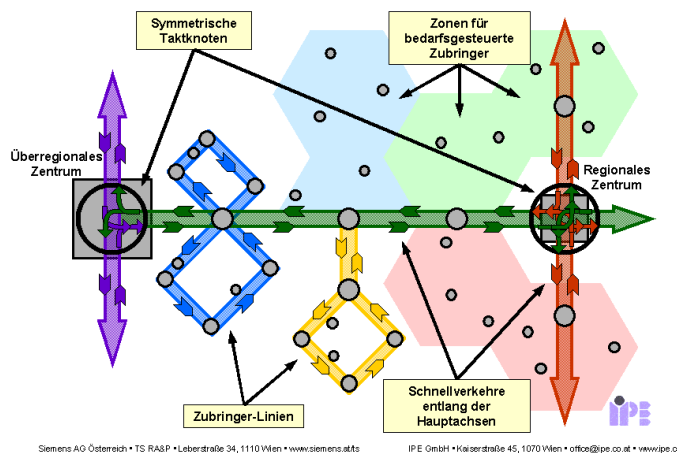 Symmetrische
Taktknoten
Zonen für
bedarfsgesteuerte
Zubringer
Überregionales
Zentrum
Regionales
Zentrum
Zubringer-Linien
Schnellverkehre
entlang der
Hauptachsen
IPE
Siemens AG Österreich • TS RA&P • Leberstraße 34, 1110 Wien • www.siemens.at/ts
IPE GmbH • Kaiserstraße 45, 1070 Wien • office@ipe.co.at • www.ipe.c